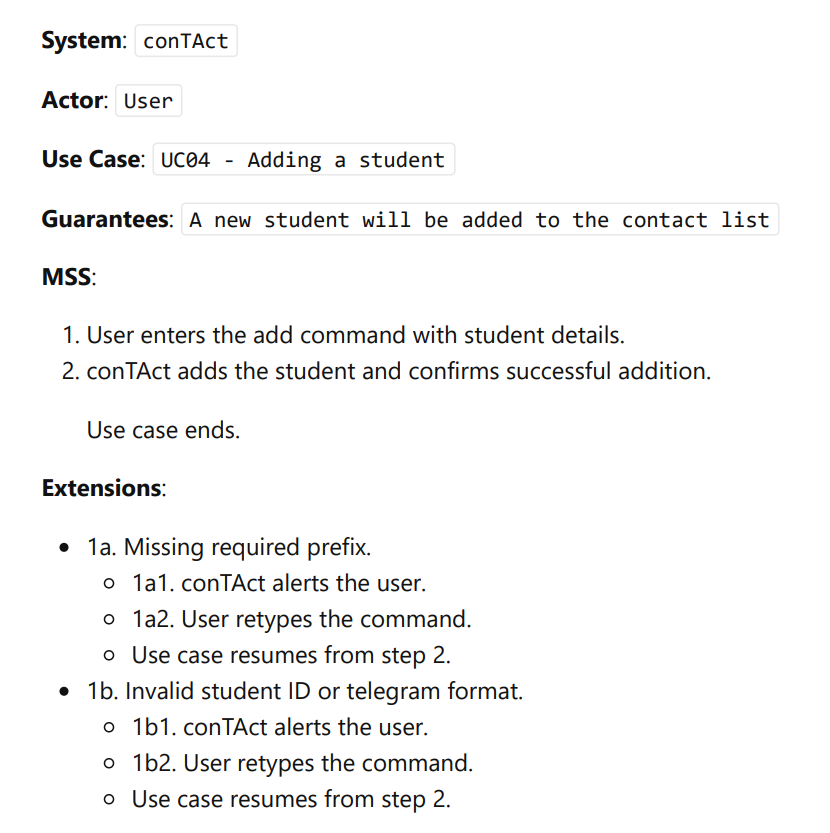 System: conTAct
Actor: User
Use Case: UC04 - Adding a student
Guarantees: A new student will be added to the contact list
MSS:
1. User enters the add command with student details.
2. conTAct adds the student and confirms successful addition.
Use case ends.
Extensions:
• 1a. Missing required prefix.
◦ 1a1. conTAct alerts the user.
◦ 1a2. User retypes the command.
◦ Use case resumes from step 2.
• 1b. Invalid student ID or telegram format.
◦ 1b1. conTAct alerts the user.
◦ 1b2. User retypes the command.
◦ Use case resumes from step 2.